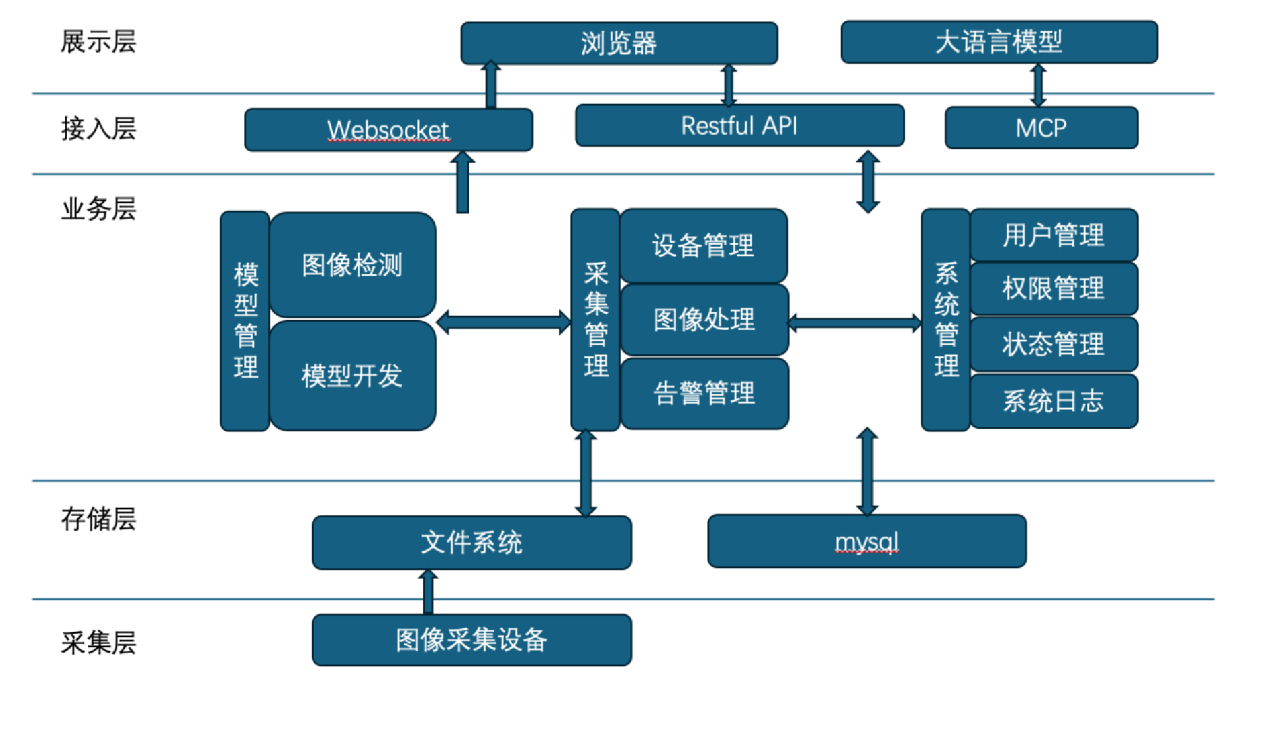 展示层
浏览器
大语言模型
接入层
Websocket
Restful API
MCP
业务层
模型管理
图像检测
模型开发
采集管理
设备管理
图像处理
告警管理
系统管理
用户管理
权限管理
状态管理
系统日志
存储层
文件系统
mysql
采集层
图像采集设备